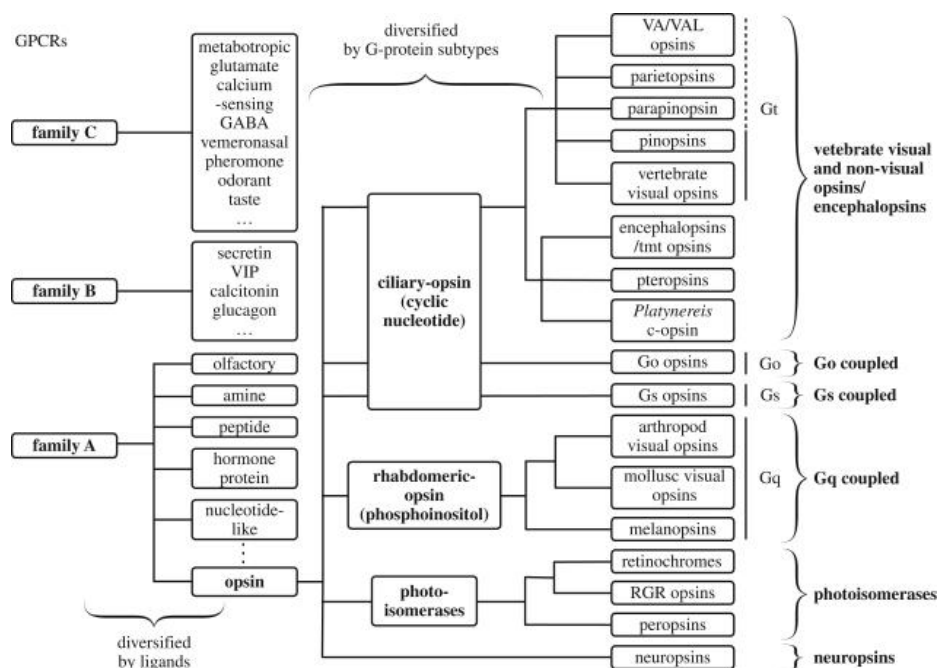 GPCRs
metabotropic
glutamate
calcium
-sensing
GABA
vemeronasal
pheromone
odorant
taste
...
family C
secretin
VIP
calcitonin
glucagon
...
family B
olfactory
amine
peptide
hormone
protein
nucleotide-
like
opsin
family A
diversified
by ligands
diversified
by G-protein subtypes
ciliary-opsin
(cyclic
nucleotide)
rhabdomeric-
opsin
(phosphoinositol)
photo-
isomerases
VA/VAL
opsins
parietopsins
parapinopsin
pinopsins
vertebrate
visual opsins
encephalopsins
/tmt opsins
pteropsins
Platynereis
c-opsin
Go opsins
Gs opsins
arthropod
visual opsins
mollusc visual
opsins
melanopsins
retinochromes
RGR opsins
peropsins
neuropsins
Gt
Go
Gs
Gq
vetebrate visual
and non-visual
opsins/
encephalopsins
Go coupled
Gs coupled
Gq coupled
photoisomerases
neuropsins